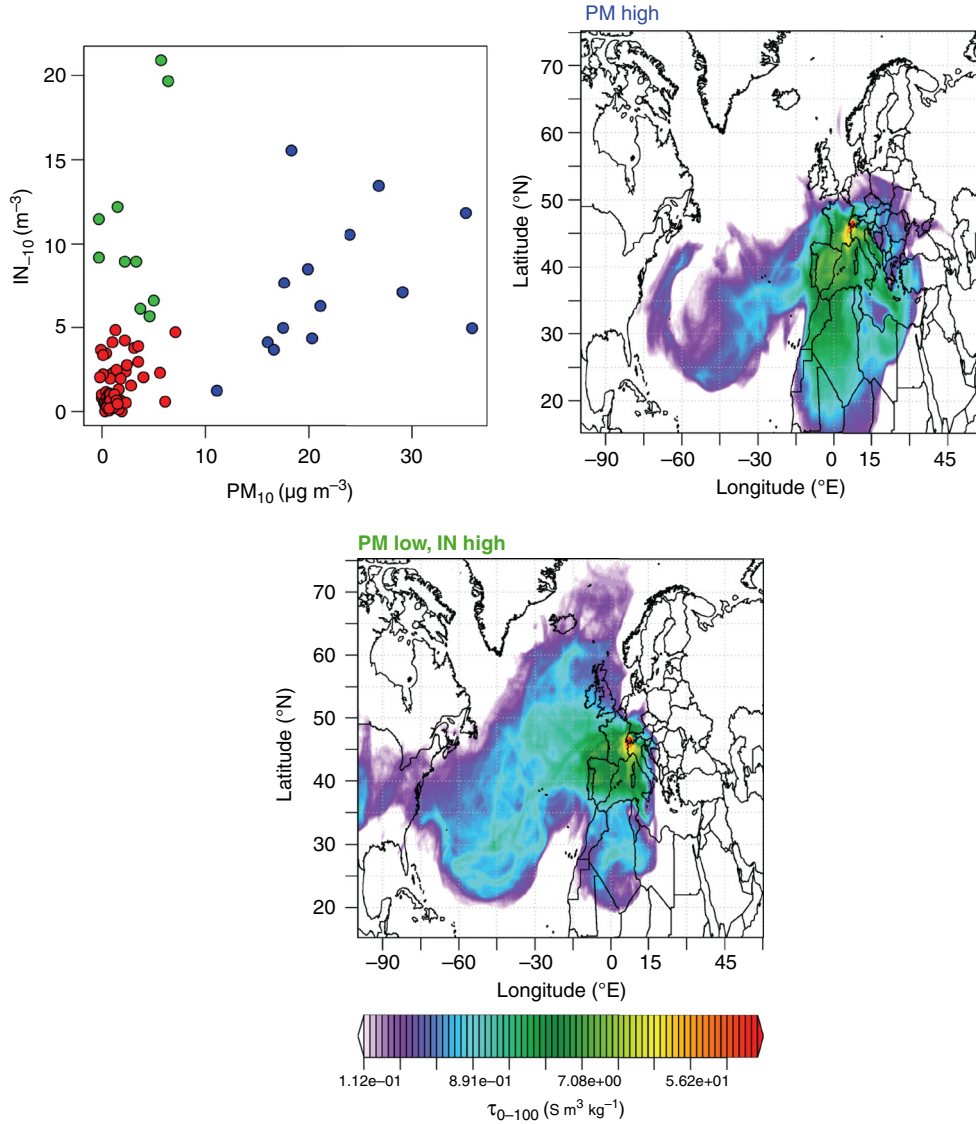 20
15
10
5
0
IN₋₁₀ (m⁻³)
0 10 20 30
PM₁₀ (µg m⁻³)
PM high
70
60
50
40
30
20
Latitude (°N)
−90 −60 −30 0 15 45
Longitude (°E)
PM low, IN high
70
60
50
40
30
20
Latitude (°N)
−90 −60 −30 0 15 45
Longitude (°E)
1.12e−01 8.91e−01 7.08e+00 5.62e+01
τ₀₋₁₀₀ (S m³ kg⁻¹)